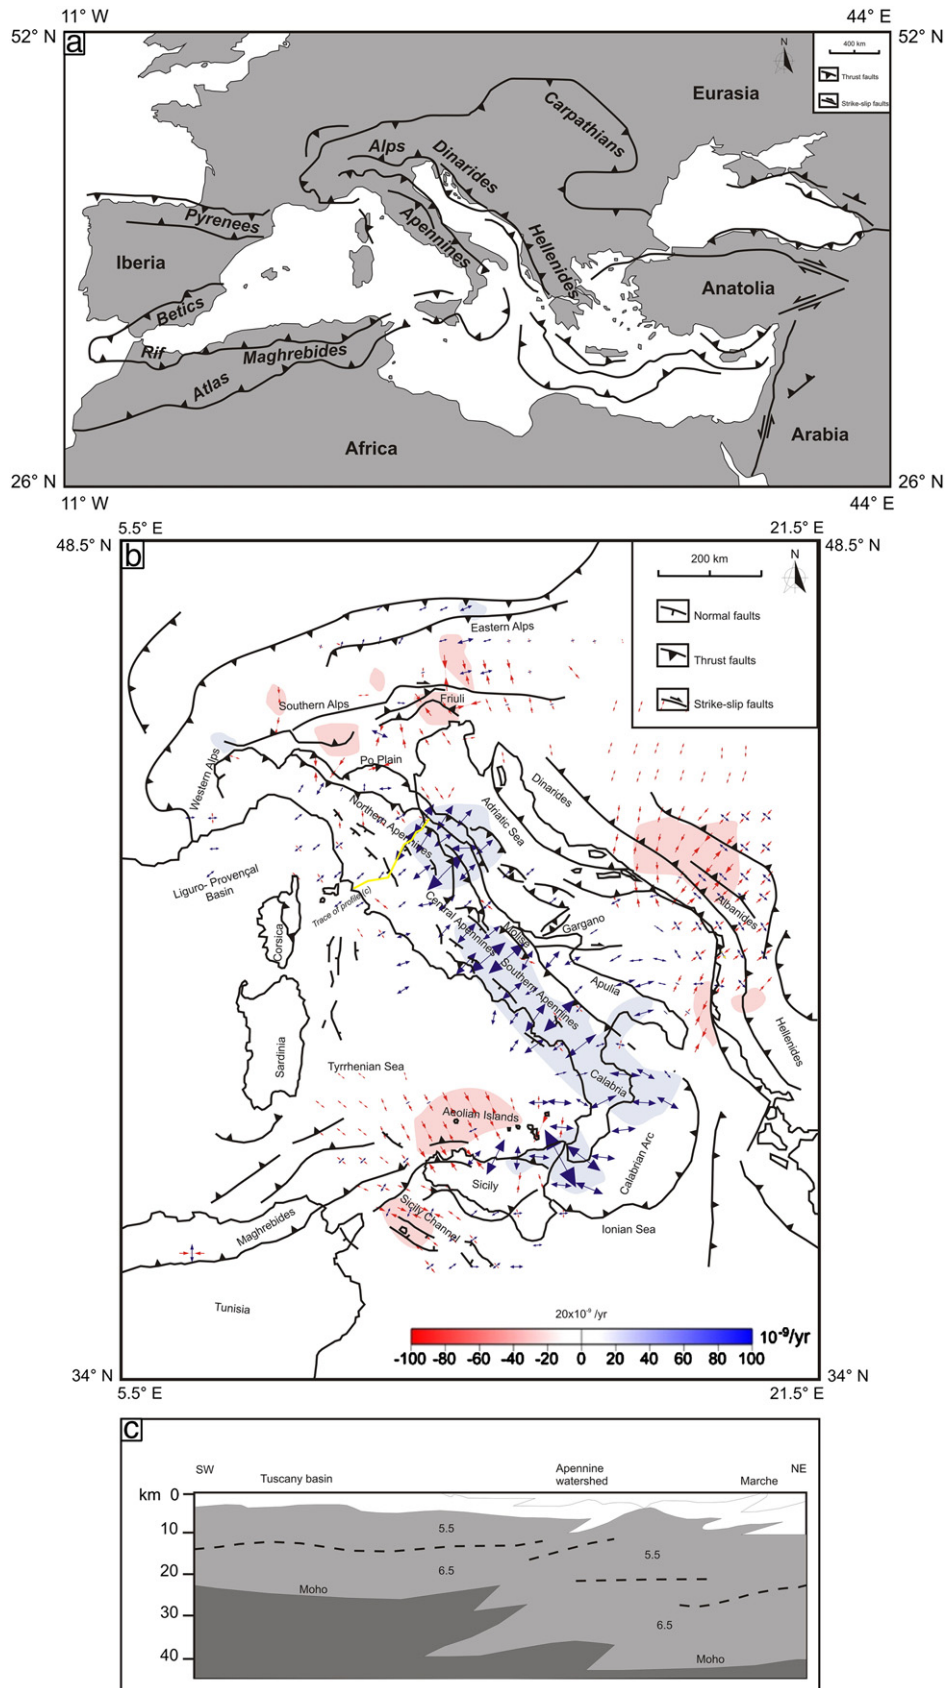 11° W
44° E
52° N
52° N
a
N
400 km
Thrust faults
Strike-slip faults
Eurasia
Carpathians
Alps
Dinarides
Pyrenees
Apennines
Hellenides
Iberia
Anatolia
Betics
Rif
Maghrebides
Atlas
Africa
Arabia
26° N
26° N
11° W
44° E
5.5° E
21.5° E
48.5° N
48.5° N
b
200 km
N
Normal faults
Thrust faults
Strike-slip faults
Eastern Alps
Southern Alps
Friuli
Western Alps
Po Plain
Northern Apennines
Adriatic Sea
Dinarides
Liguro- Provençal
Basin
Trace of profile (c)
Corsica
Central Apennines
Molise
Gargano
Albanides
Southern Apennines
Apulia
Sardinia
Tyrrhenian Sea
Hellenides
Calabria
Aeolian Islands
Calabrian Arc
Sicily
Sicily Channel
Maghrebides
Ionian Sea
Tunisia
20x10⁻⁹ /yr
10⁻⁹/yr
-100 -80 -60 -40 -20 0 20 40 60 80 100
34° N
34° N
5.5° E
21.5° E
c
SW
Tuscany basin
Apennine
watershed
Marche
NE
km 0
10
5.5
5.5
20
6.5
Moho
30
6.5
40
Moho